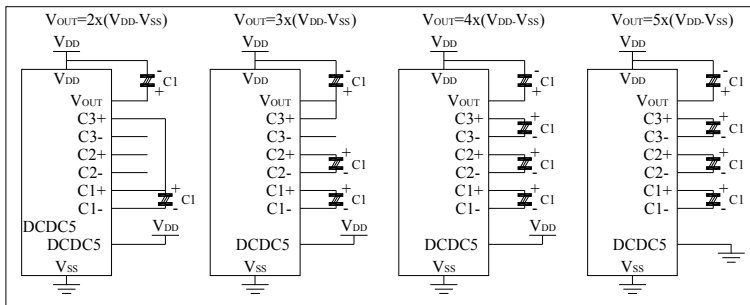 VOUT=2x(VDD-VSS)
VDD
-
C1
+
VDD
VOUT
C3+
C3-
C2+
C2-
C1+
+
C1
C1-
-
DCDC5
VDD
DCDC5
VSS
VOUT=3x(VDD-VSS)
VDD
-
C1
+
VDD
VOUT
C3+
C3-
C2+
+
C1
C2-
-
C1+
+
C1
C1-
-
VDD
DCDC5
VSS
VOUT=4x(VDD-VSS)
VDD
-
C1
+
VDD
VOUT
C3+
+
C1
C3-
-
C2+
+
C1
C2-
-
C1+
+
C1
C1-
-
VDD
DCDC5
VSS
VOUT=5x(VDD-VSS)
VDD
-
C1
+
VDD
VOUT
C3+
+
C1
C3-
-
C2+
+
C1
C2-
-
C1+
+
C1
C1-
-
DCDC5
VSS